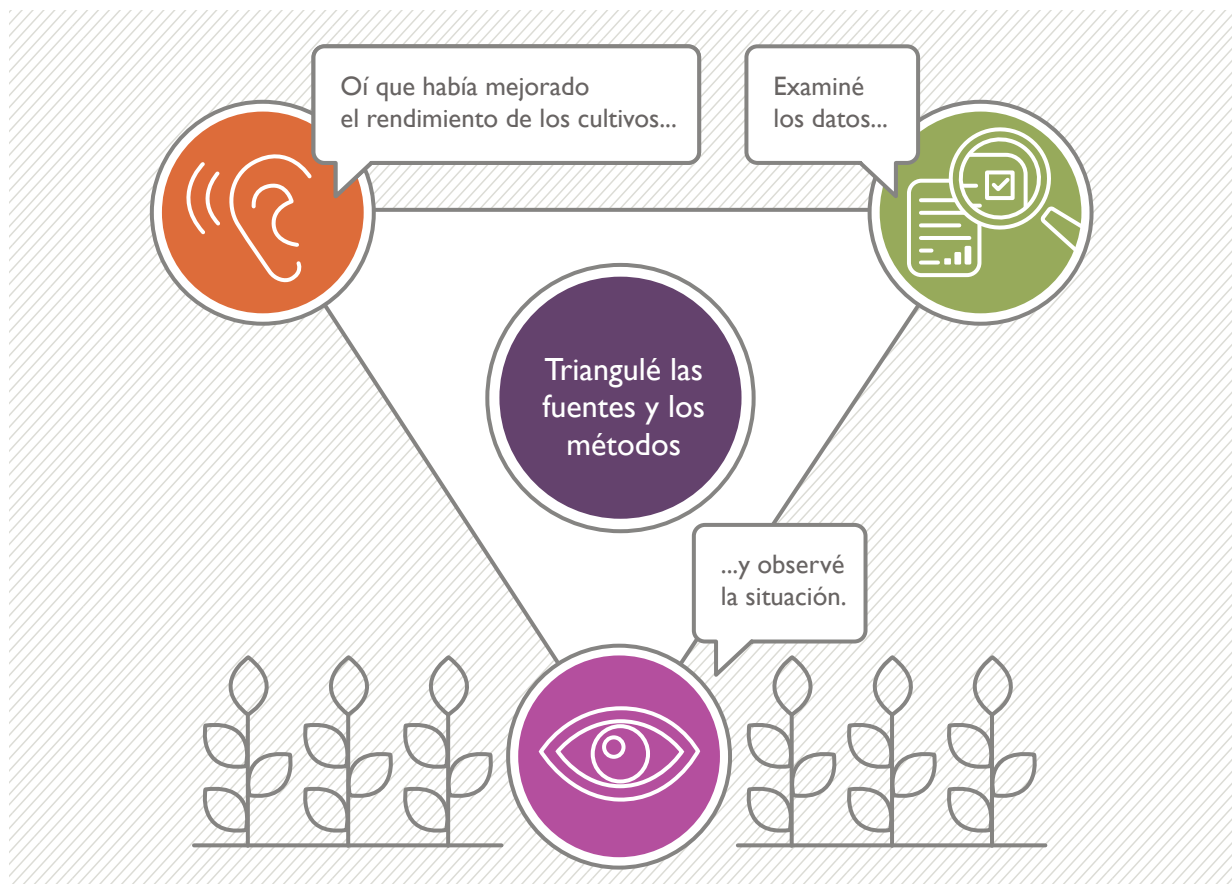 Oí que había mejorado
el rendimiento de los cultivos...
Examiné
los datos...
Triangulé las
fuentes y los
métodos
...y observé
la situación.